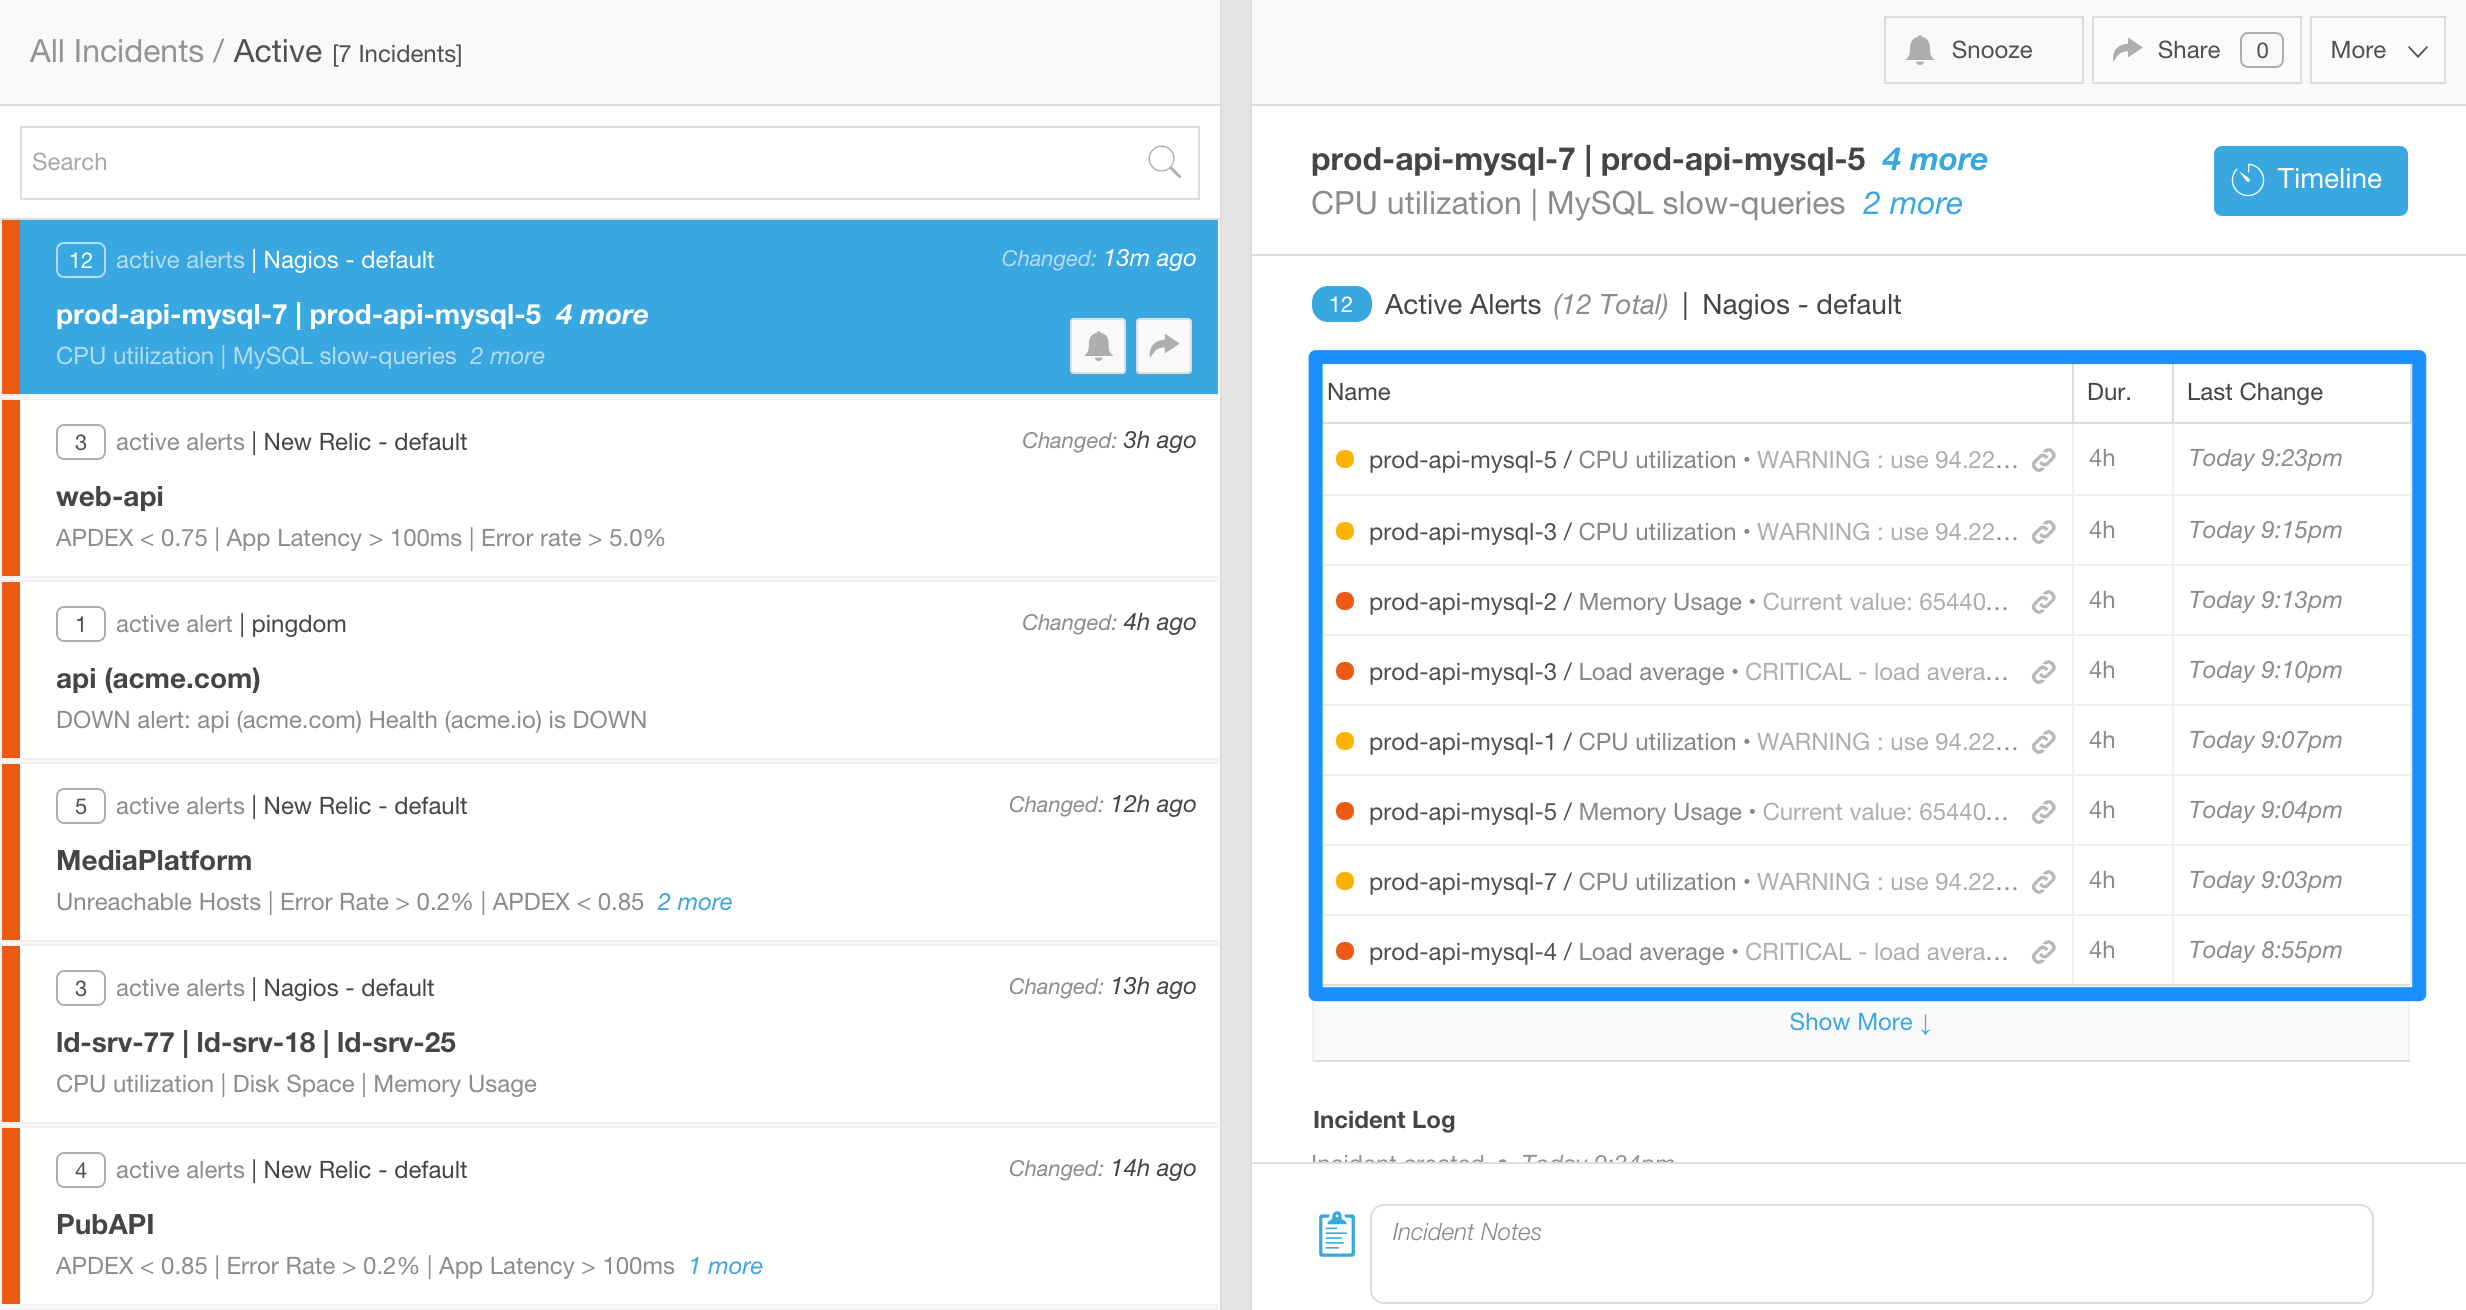 All Incidents / Active [7 Incidents]
Search
12 active alerts | Nagios - default Changed: 13m ago
prod-api-mysql-7 | prod-api-mysql-5 4 more
CPU utilization | MySQL slow-queries 2 more
3 active alerts | New Relic - default Changed: 3h ago
web-api
APDEX < 0.75 | App Latency > 100ms | Error rate > 5.0%
1 active alert | pingdom Changed: 4h ago
api (acme.com)
DOWN alert: api (acme.com) Health (acme.io) is DOWN
5 active alerts | New Relic - default Changed: 12h ago
MediaPlatform
Unreachable Hosts | Error Rate > 0.2% | APDEX < 0.85 2 more
3 active alerts | Nagios - default Changed: 13h ago
ld-srv-77 | ld-srv-18 | ld-srv-25
CPU utilization | Disk Space | Memory Usage
4 active alerts | New Relic - default Changed: 14h ago
PubAPI
APDEX < 0.85 | Error Rate > 0.2% | App Latency > 100ms 1 more
Snooze Share 0 More
prod-api-mysql-7 | prod-api-mysql-5 4 more
CPU utilization | MySQL slow-queries 2 more
Timeline
12 Active Alerts (12 Total) | Nagios - default
Name Dur. Last Change
prod-api-mysql-5 / CPU utilization • WARNING : use 94.22... 4h Today 9:23pm
prod-api-mysql-3 / CPU utilization • WARNING : use 94.22... 4h Today 9:15pm
prod-api-mysql-2 / Memory Usage • Current value: 65440... 4h Today 9:13pm
prod-api-mysql-3 / Load average • CRITICAL - load avera... 4h Today 9:10pm
prod-api-mysql-1 / CPU utilization • WARNING : use 94.22... 4h Today 9:07pm
prod-api-mysql-5 / Memory Usage • Current value: 65440... 4h Today 9:04pm
prod-api-mysql-7 / CPU utilization • WARNING : use 94.22... 4h Today 9:03pm
prod-api-mysql-4 / Load average • CRITICAL - load avera... 4h Today 8:55pm
Show More ↓
Incident Log
Incident created • Today 9:34pm
Incident Notes